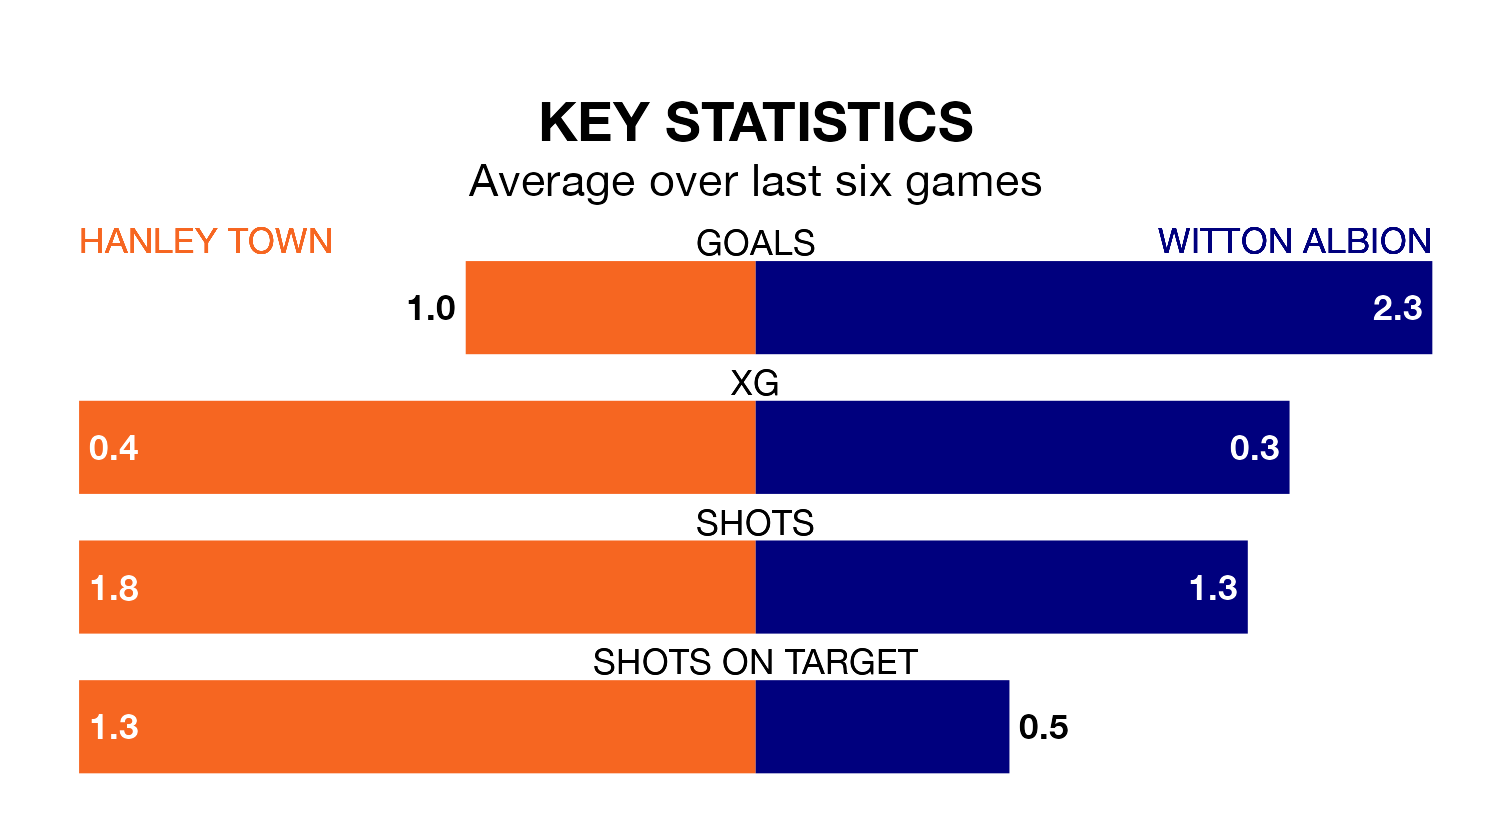 KEY STATISTICS
Average over last six games
HANLEY TOWN GOALS WITTON ALBION
1.0 2.3
XG
0.4 0.3
SHOTS
1.8 1.3
SHOTS ON TARGET
1.3 0.5